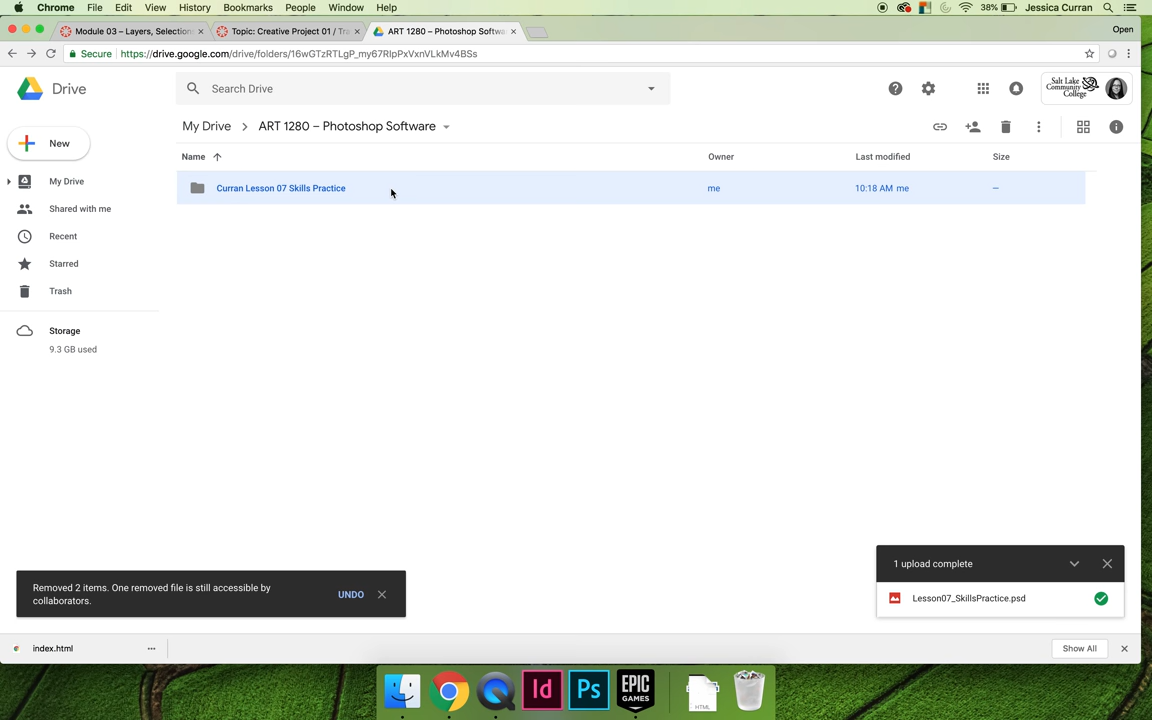 Chrome File Edit View History Bookmarks People Window Help 38% Jessica Curran
Module 03 – Layers, Selection × Topic: Creative Project 01 / Tra × ART 1280 – Photoshop Softwa × Open
Secure https://drive.google.com/drive/folders/16wGTzRTLgP_my67RlpPxVxnVLkMv4BSs
Drive Search Drive Salt Lake Community College
My Drive > ART 1280 – Photoshop Software
New
Name Owner Last modified Size
Curran Lesson 07 Skills Practice me 10:18 AM me –
My Drive
Shared with me
Recent
Starred
Trash
Storage
9.3 GB used
Removed 2 items. One removed file is still accessible by
collaborators.
UNDO
1 upload complete
Lesson07_SkillsPractice.psd
index.html ... Show All
Id Ps EPIC GAMES HTML